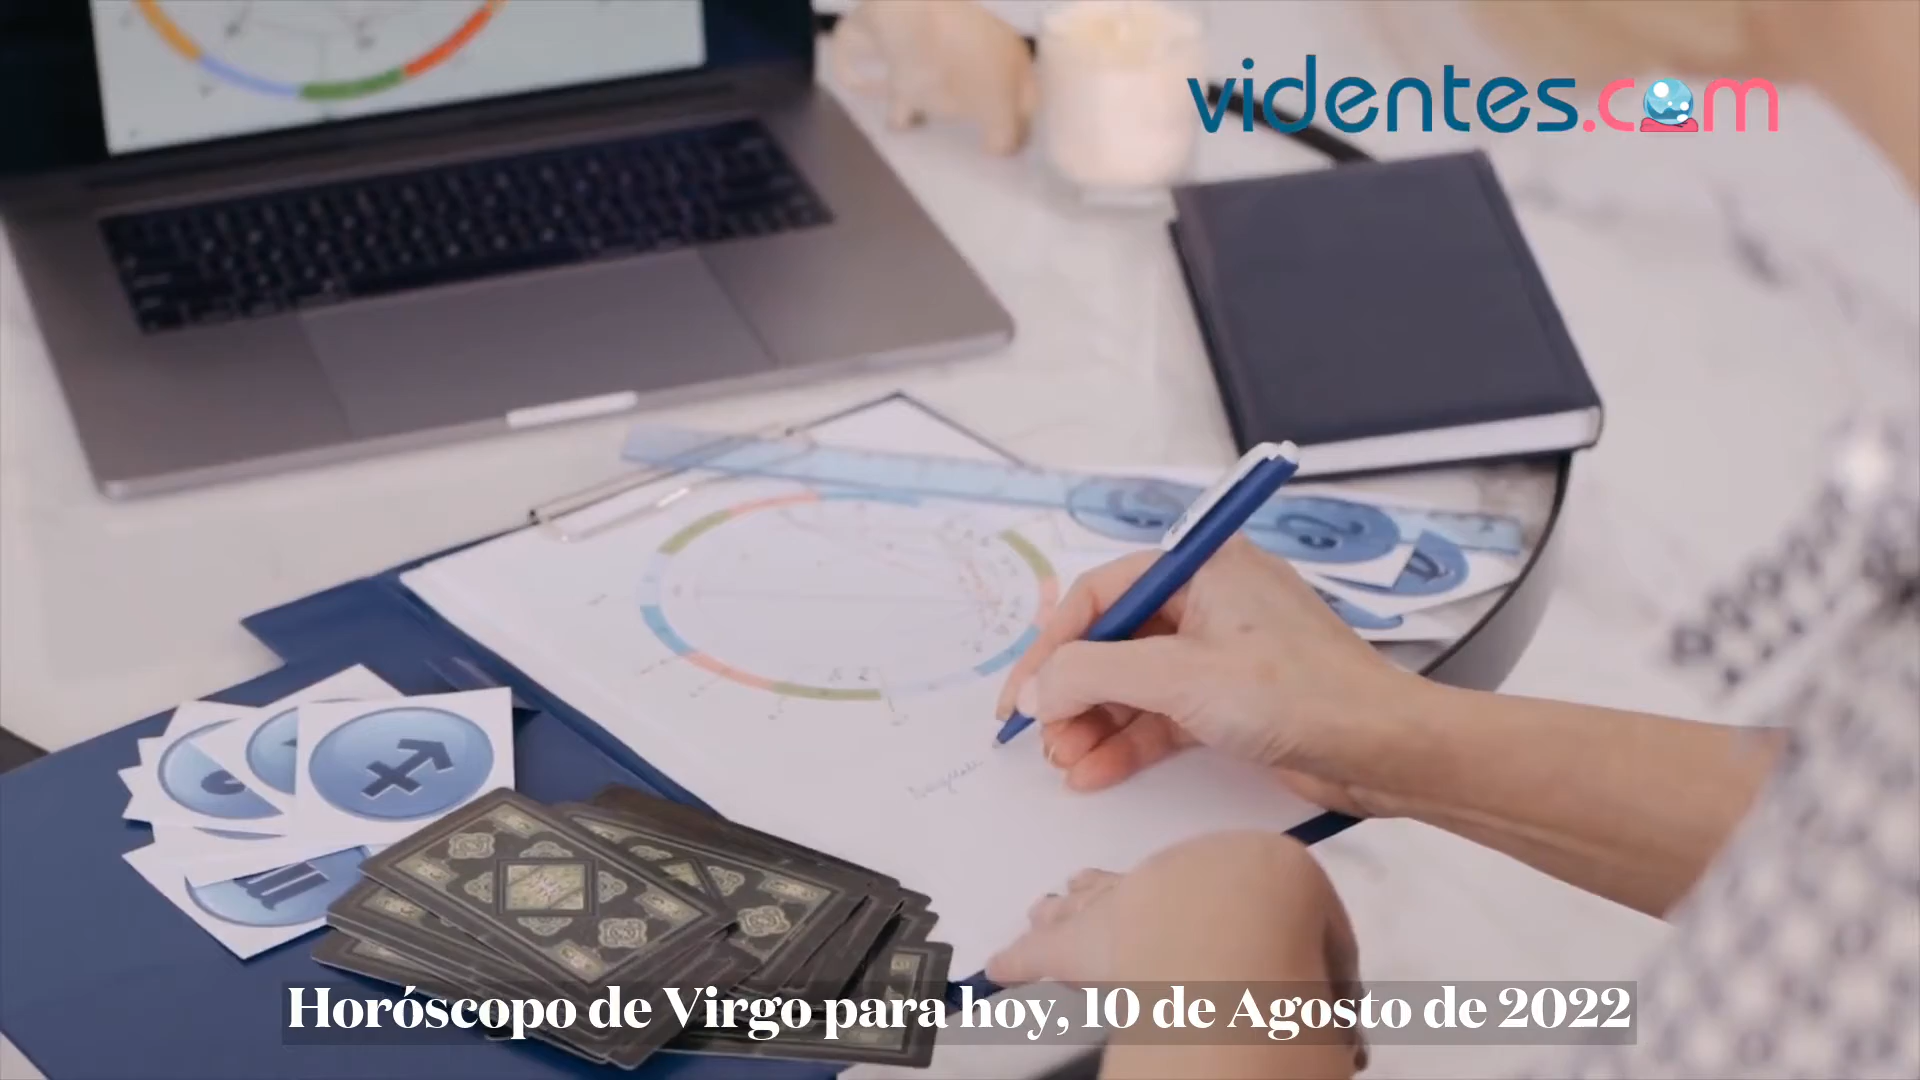 videntes.com
Horóscopo de Virgo para hoy, 10 de Agosto de 2022